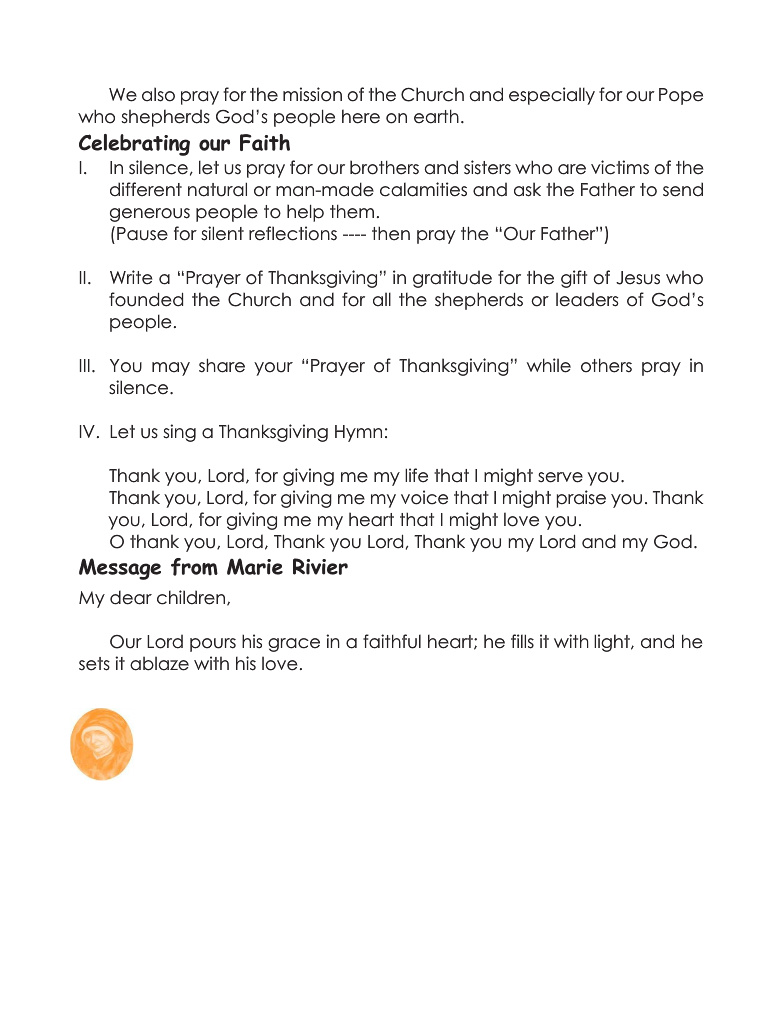 We also pray for the mission of the Church and especially for our Pope
who shepherds God’s people here on earth.
Celebrating our Faith
I. In silence, let us pray for our brothers and sisters who are victims of the
different natural or man-made calamities and ask the Father to send
generous people to help them.
(Pause for silent reflections ---- then pray the “Our Father”)
II. Write a “Prayer of Thanksgiving” in gratitude for the gift of Jesus who
founded the Church and for all the shepherds or leaders of God’s
people.
III. You may share your “Prayer of Thanksgiving” while others pray in
silence.
IV. Let us sing a Thanksgiving Hymn:
Thank you, Lord, for giving me my life that I might serve you.
Thank you, Lord, for giving me my voice that I might praise you. Thank
you, Lord, for giving me my heart that I might love you.
O thank you, Lord, Thank you Lord, Thank you my Lord and my God.
Message from Marie Rivier
My dear children,
Our Lord pours his grace in a faithful heart; he fills it with light, and he
sets it ablaze with his love.